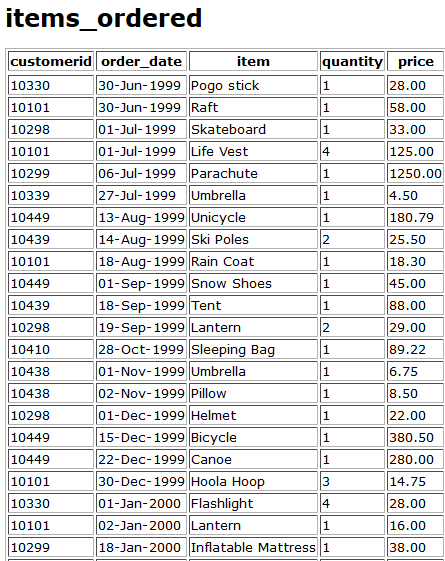 items_ordered
customerid order_date item quantity price
10330 30-Jun-1999 Pogo stick 1 28.00
10101 30-Jun-1999 Raft 1 58.00
10298 01-Jul-1999 Skateboard 1 33.00
10101 01-Jul-1999 Life Vest 4 125.00
10299 06-Jul-1999 Parachute 1 1250.00
10339 27-Jul-1999 Umbrella 1 4.50
10449 13-Aug-1999 Unicycle 1 180.79
10439 14-Aug-1999 Ski Poles 2 25.50
10101 18-Aug-1999 Rain Coat 1 18.30
10449 01-Sep-1999 Snow Shoes 1 45.00
10439 18-Sep-1999 Tent 1 88.00
10298 19-Sep-1999 Lantern 2 29.00
10410 28-Oct-1999 Sleeping Bag 1 89.22
10438 01-Nov-1999 Umbrella 1 6.75
10438 02-Nov-1999 Pillow 1 8.50
10298 01-Dec-1999 Helmet 1 22.00
10449 15-Dec-1999 Bicycle 1 380.50
10449 22-Dec-1999 Canoe 1 280.00
10101 30-Dec-1999 Hoola Hoop 3 14.75
10330 01-Jan-2000 Flashlight 4 28.00
10101 02-Jan-2000 Lantern 1 16.00
10299 18-Jan-2000 Inflatable Mattress 1 38.00